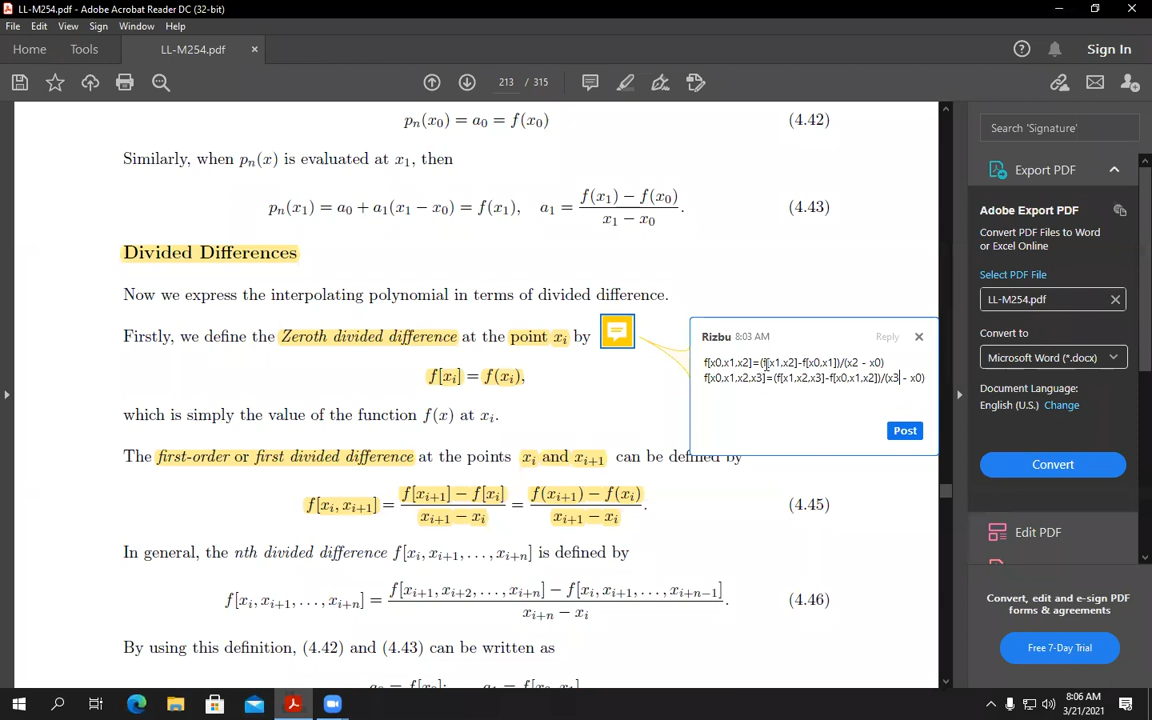 LL-M254.pdf - Adobe Acrobat Reader DC (32-bit)
File Edit View Sign Window Help
Home Tools LL-M254.pdf × Sign In
213 / 315
pₙ(x₀) = a₀ = f(x₀) (4.42)
Similarly, when pₙ(x) is evaluated at x₁, then
pₙ(x₁) = a₀ + a₁(x₁ − x₀) = f(x₁), a₁ = (f(x₁) − f(x₀)) / (x₁ − x₀). (4.43)
Divided Differences
Now we express the interpolating polynomial in terms of divided difference.
Firstly, we define the Zeroth divided difference at the point xᵢ by
f[xᵢ] = f(xᵢ),
which is simply the value of the function f(x) at xᵢ.
The first-order or first divided difference at the points xᵢ and xᵢ₊₁ can be defined by
f[xᵢ, xᵢ₊₁] = (f[xᵢ₊₁] − f[xᵢ]) / (xᵢ₊₁ − xᵢ) = (f(xᵢ₊₁) − f(xᵢ)) / (xᵢ₊₁ − xᵢ). (4.45)
In general, the nth divided difference f[xᵢ, xᵢ₊₁, . . . , xᵢ₊ₙ] is defined by
f[xᵢ, xᵢ₊₁, . . . , xᵢ₊ₙ] = (f[xᵢ₊₁, xᵢ₊₂, . . . , xᵢ₊ₙ] − f[xᵢ, xᵢ₊₁, . . . , xᵢ₊ₙ₋₁]) / (xᵢ₊ₙ − xᵢ). (4.46)
By using this definition, (4.42) and (4.43) can be written as
a₀ = f[x₀]; a₁ = f[x₀, x₁]
Rizbu 8:03 AM Reply ×
f[x0,x1,x2]=(f[x1,x2]-f[x0,x1])/(x2 - x0)
f[x0,x1,x2,x3]=(f[x1,x2,x3]-f[x0,x1,x2])/(x3 - x0)
Post
Search 'Signature'
Export PDF
Adobe Export PDF
Convert PDF Files to Word
or Excel Online
Select PDF File
LL-M254.pdf
Convert to
Microsoft Word (*.docx)
Document Language:
English (U.S.) Change
Convert
Edit PDF
Convert, edit and e-sign PDF
forms & agreements
Free 7-Day Trial
8:06 AM
3/21/2021